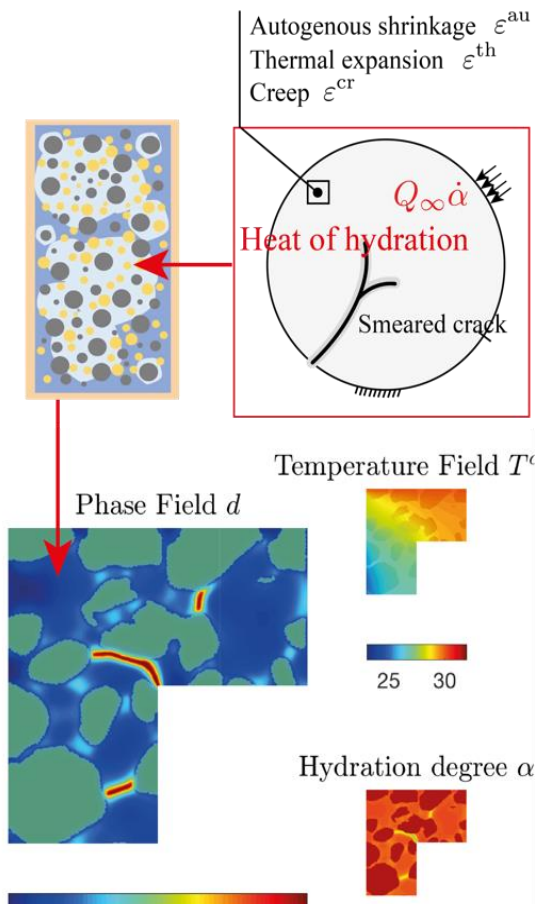 Autogenous shrinkage ε^au
Thermal expansion ε^th
Creep ε^cr
Q∞α̇
Heat of hydration
Smeared crack
Temperature Field T
Phase Field d
25 30
Hydration degree α